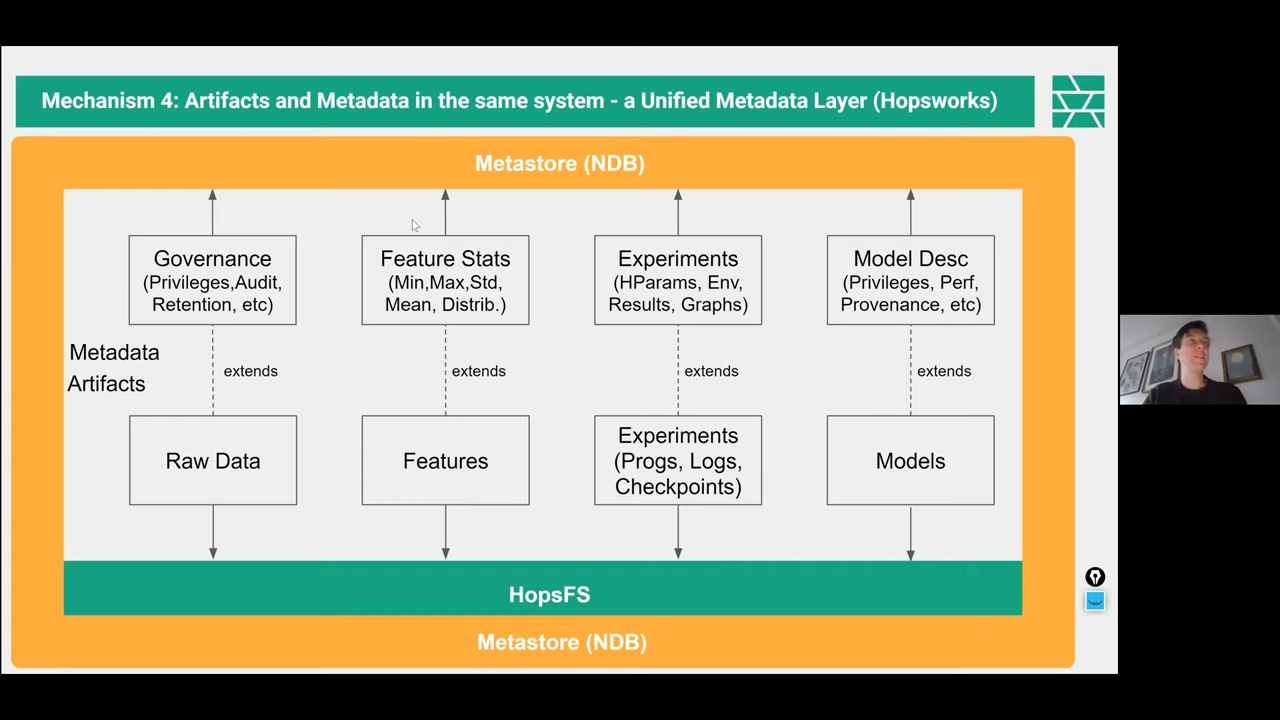 Mechanism 4: Artifacts and Metadata in the same system - a Unified Metadata Layer (Hopsworks)
Metastore (NDB)
Governance
(Privileges,Audit,
Retention, etc)
Feature Stats
(Min,Max,Std,
Mean, Distrib.)
Experiments
(HParams, Env,
Results, Graphs)
Model Desc
(Privileges, Perf,
Provenance, etc)
Metadata
Artifacts
extends
extends
extends
extends
Raw Data
Features
Experiments
(Progs, Logs,
Checkpoints)
Models
HopsFS
Metastore (NDB)